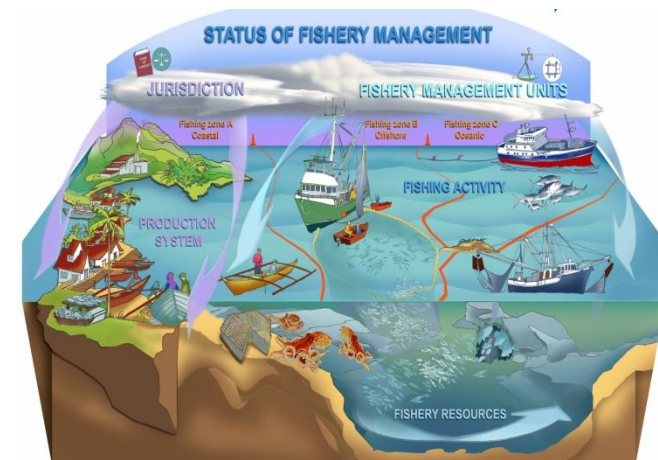 STATUS OF FISHERY MANAGEMENT
JURISDICTION
FISHERY MANAGEMENT UNITS
Fishing zone A
Coastal
Fishing zone B
Offshore
Fishing zone C
Oceanic
FISHING ACTIVITY
PRODUCTION
SYSTEM
FISHERY RESOURCES